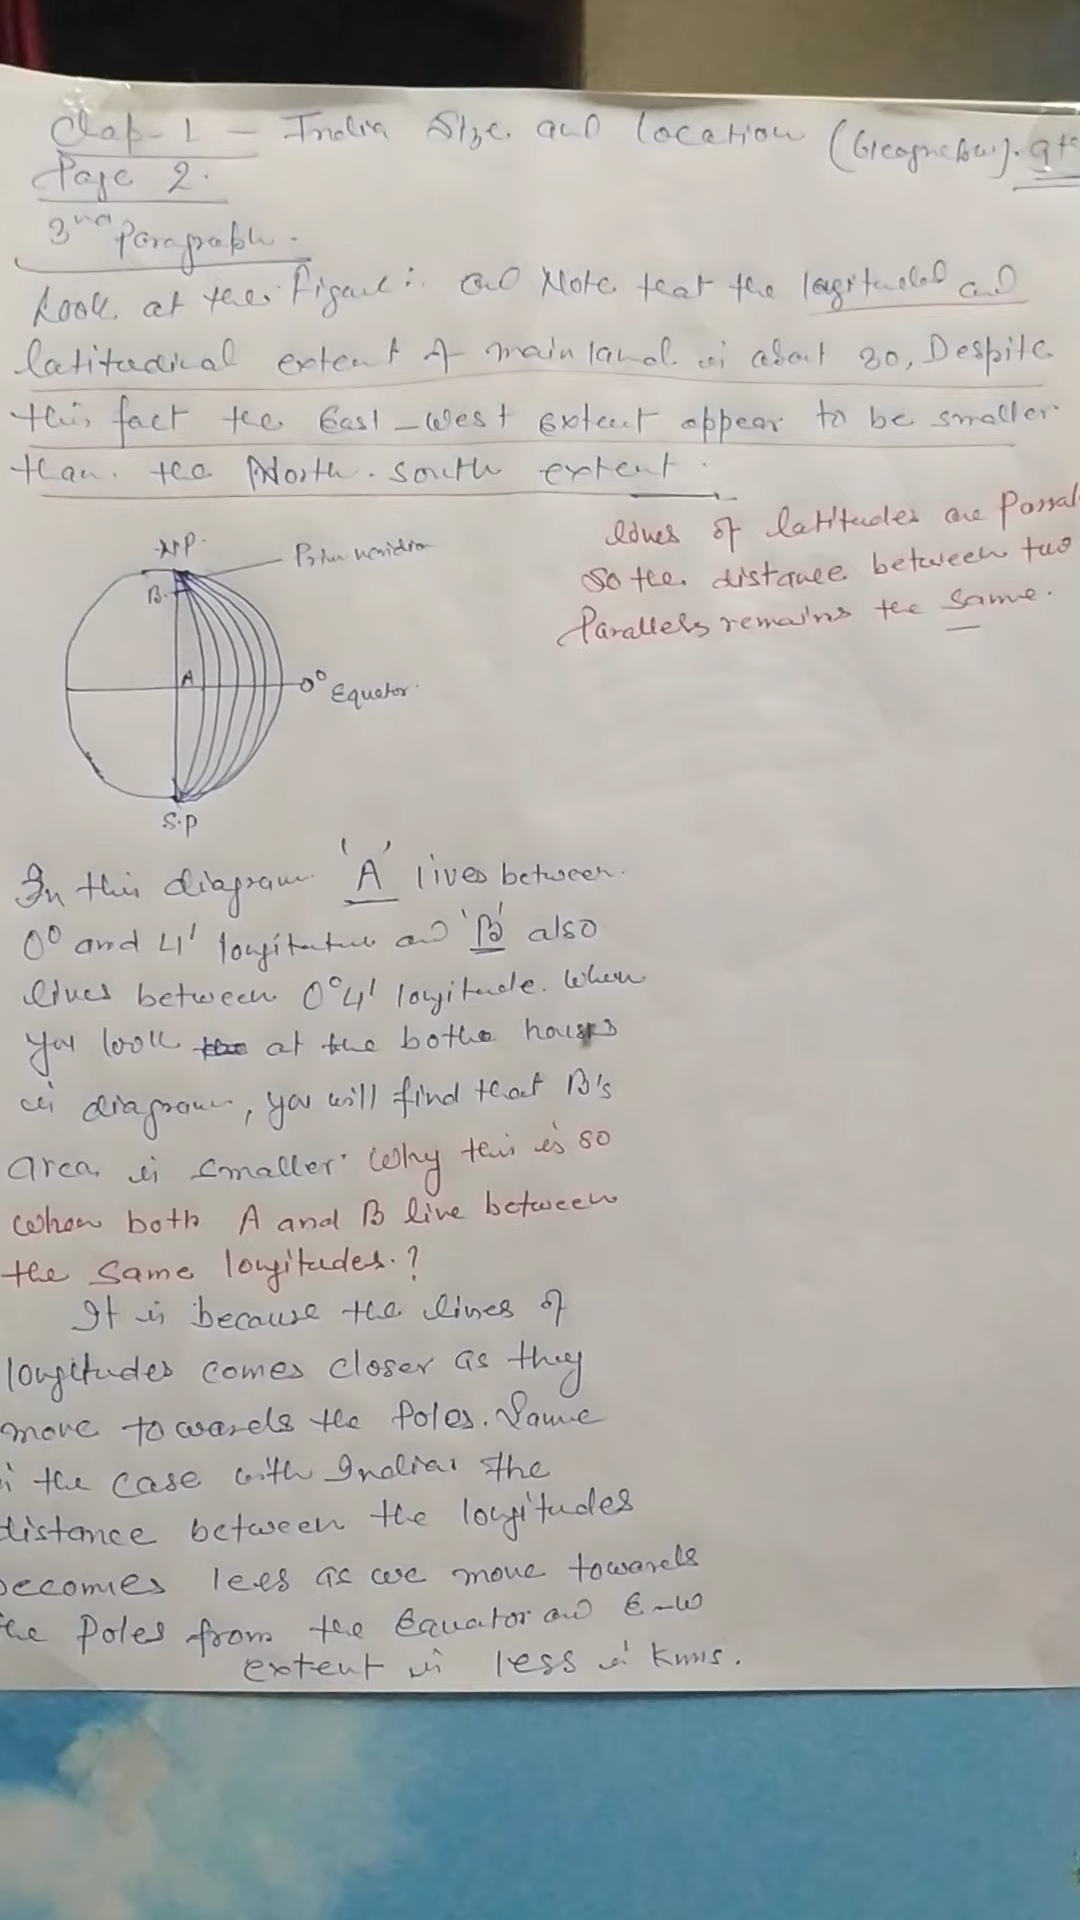 Chap-1 - India Size and Location (Geography). 9th
Page 2.
3nd Paragraph.
Look at the Figure: and Note that the longitudinal and
latitudinal extent of mainland is about 30, Despite
this fact the East-West extent appear to be smaller
than the North-South extent.
N.P.
Prime meridian
B
A
0° Equator.
S.P
lines of latitudes are Parral
So the distance between two
Parallels remains the same.
In this diagram 'A' lives between
0° and 4' longitude and 'B' also
lives between 0°4' longitude. When
you look at the bothe houses
in diagram, you will find that B's
area is smaller. Why this is so
when both A and B live between
the same longitudes.?
It is because the lines of
longitudes comes closer as they
move towards the Poles. Same
the case with India. The
distance between the longitudes
becomes less as we move towards
the Poles from the Equator and E-W
extent is less in Kms.